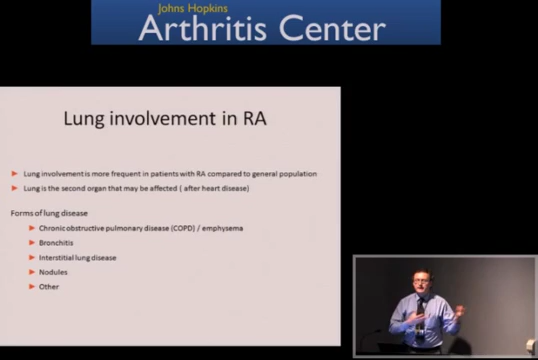 Johns Hopkins
Arthritis Center
Lung involvement in RA
Lung involvement is more frequent in patients with RA compared to general population
Lung is the second organ that may be affected ( after heart disease)
Forms of lung disease
Chronic obstructive pulmonary disease (COPD) / emphysema
Bronchitis
Interstitial lung disease
Nodules
Other